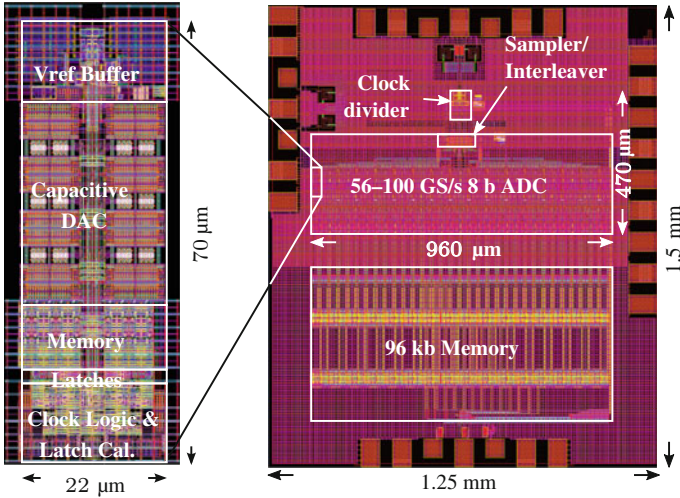 Vref Buffer
Capacitive
DAC
Memory
Latches
Clock Logic &
Latch Cal.
22 μm
70 μm
Sampler/
Interleaver
Clock
divider
56–100 GS/s 8 b ADC
470 μm
960 μm
96 kb Memory
1.5 mm
1.25 mm